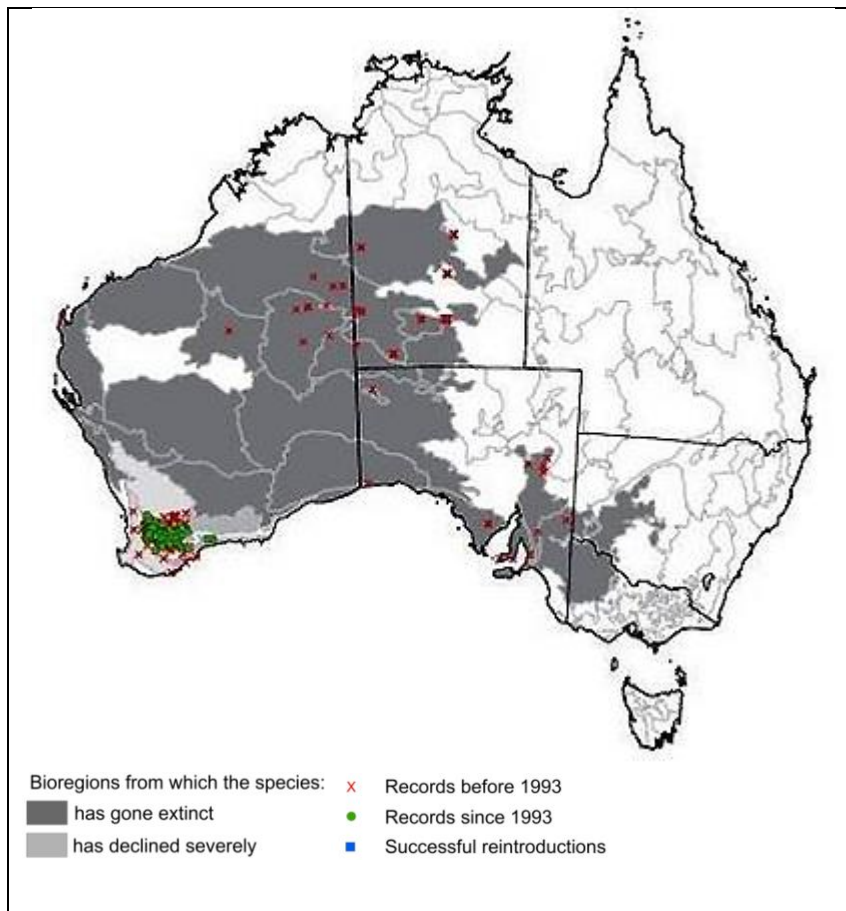 Bioregions from which the species:
has gone extinct
has declined severely
x Records before 1993
Records since 1993
Successful reintroductions